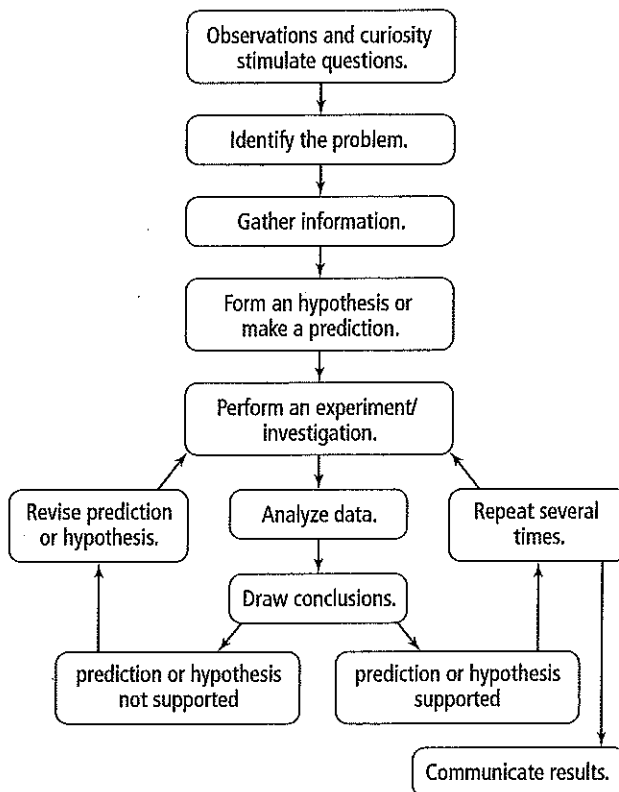 Observations and curiosity
stimulate questions.
Identify the problem.
Gather information.
Form an hypothesis or
make a prediction.
Perform an experiment/
investigation.
Revise prediction
or hypothesis.
Analyze data.
Repeat several
times.
Draw conclusions.
prediction or hypothesis
not supported
prediction or hypothesis
supported
Communicate results.